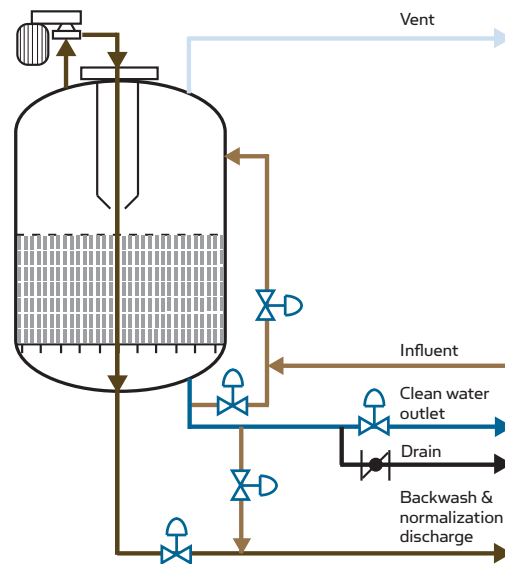 Vent
Influent
Clean water
outlet
Drain
Backwash &
normalization
discharge